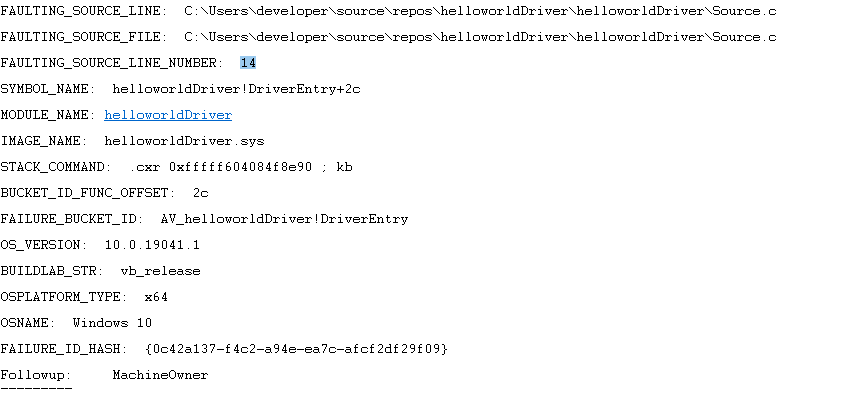 FAULTING_SOURCE_LINE:  C:\Users\developer\source\repos\helloworldDriver\helloworldDriver\Source.c
FAULTING_SOURCE_FILE:  C:\Users\developer\source\repos\helloworldDriver\helloworldDriver\Source.c
FAULTING_SOURCE_LINE_NUMBER:  14
SYMBOL_NAME:  helloworldDriver!DriverEntry+2c
MODULE_NAME: helloworldDriver
IMAGE_NAME:  helloworldDriver.sys
STACK_COMMAND:  .cxr 0xfffff604084f8e90 ; kb
BUCKET_ID_FUNC_OFFSET:  2c
FAILURE_BUCKET_ID:  AV_helloworldDriver!DriverEntry
OS_VERSION:  10.0.19041.1
BUILDLAB_STR:  vb_release
OSPLATFORM_TYPE:  x64
OSNAME:  Windows 10
FAILURE_ID_HASH:  {0c42a137-f4c2-a94e-ea7c-afcf2df29f09}
Followup:     MachineOwner
---------